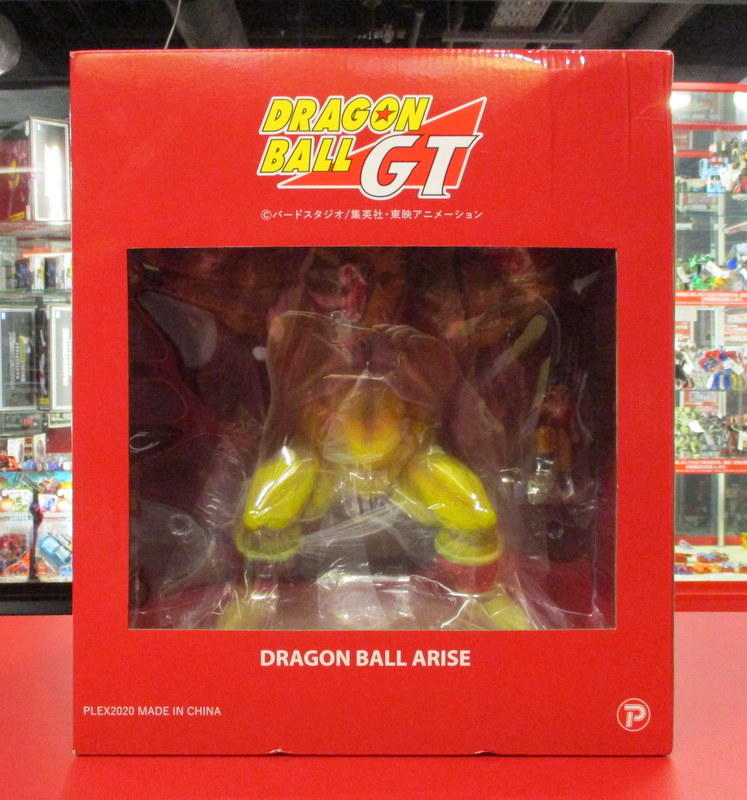 DRAGON
BALL GT
©バードスタジオ/集英社・東映アニメーション
DRAGON BALL ARISE
PLEX2020 MADE IN CHINA
P